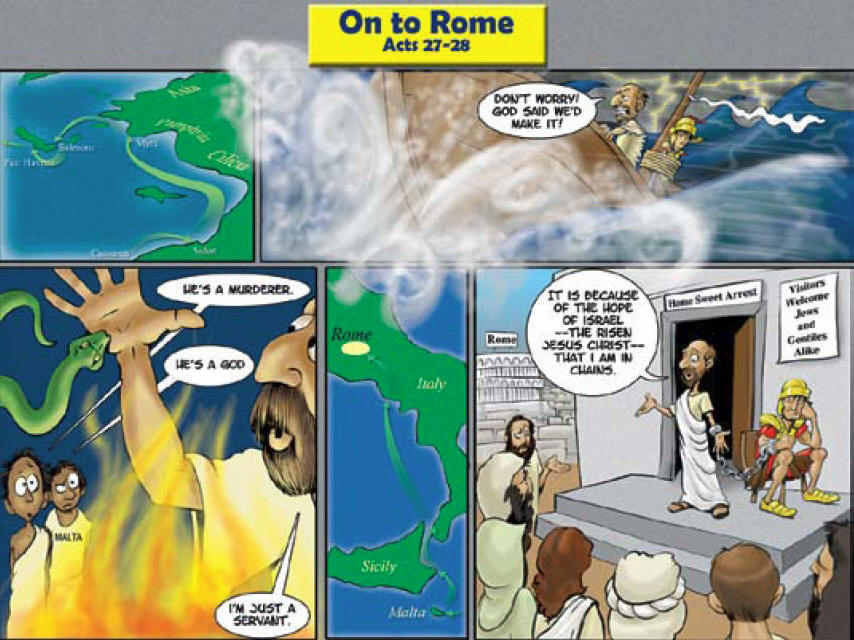 On to Rome
Acts 27-28
Asia
Pamphylia
Cilicia
Myra
Salmone
Fair Havens
Caesarea
Sidon
DON'T WORRY!
GOD SAID WE'D
MAKE IT!
HE'S A MURDERER.
HE'S A GOD
MALTA
I'M JUST A
SERVANT.
Rome
Italy
Sicily
Malta
IT IS BECAUSE
OF THE HOPE
OF ISRAEL
--THE RISEN
JESUS CHRIST--
THAT I AM IN
CHAINS.
Rome
Home Sweet Arrest
Visitors
Welcome
Jews
and
Gentiles
Alike